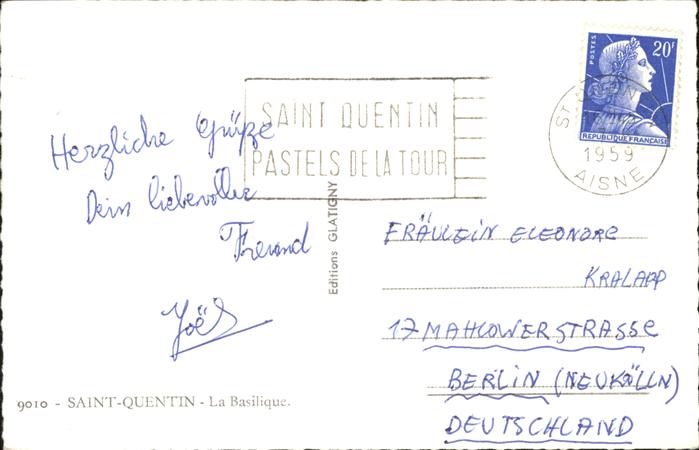 POSTES
20F
REPUBLIQUE FRANÇAISE
1959
AISNE
SAINT QUENTIN
PASTELS DE LA TOUR
Herzliche Grüße
Dein liebevoller
Freund
Joël
Editions GLATIGNY
FRÄULEIN ELEONORE
KRALAPP
17 MAHLOWERSTRASSE
BERLIN (NEUKÖLLN)
DEUTSCHLAND
9010 - SAINT-QUENTIN - La Basilique.